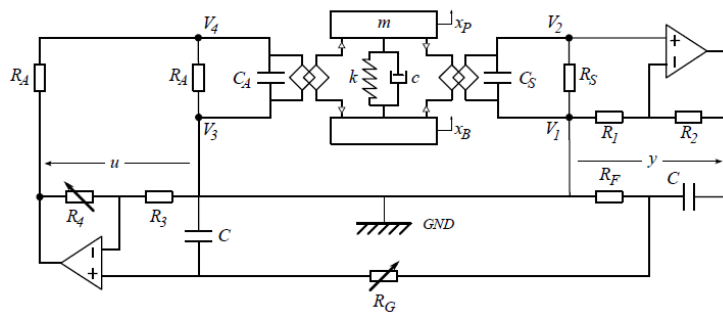 V4 m xP V2
RA RA CA k c CS RS
V3 xB V1 R1 R2
u y
R4 R3 C GND RF C
RG